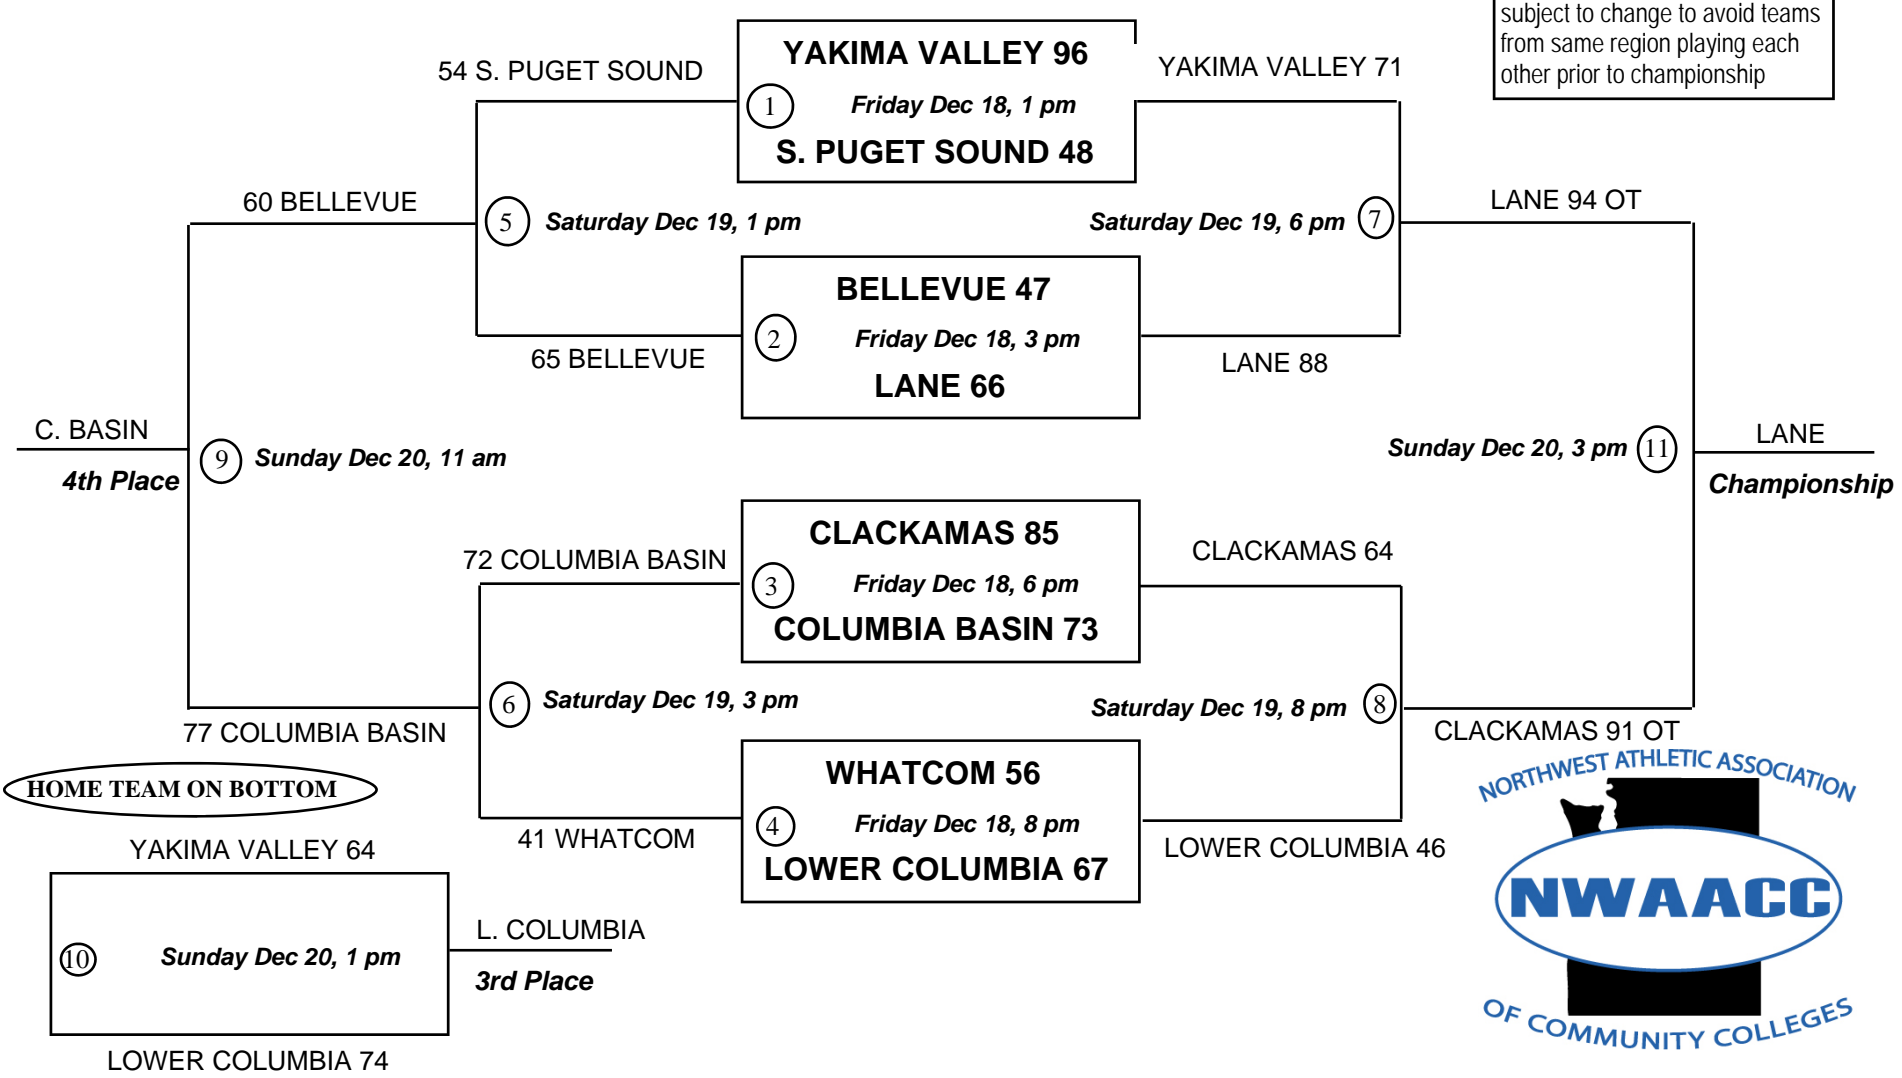 subject to change to avoid teams
from same region playing each
other prior to championship
54 S. PUGET SOUND
YAKIMA VALLEY 96
YAKIMA VALLEY 71
1
Friday Dec 18, 1 pm
S. PUGET SOUND 48
60 BELLEVUE
5
Saturday Dec 19, 1 pm
Saturday Dec 19, 6 pm
7
LANE 94 OT
BELLEVUE 47
2
Friday Dec 18, 3 pm
65 BELLEVUE
LANE 66
LANE 88
C. BASIN
4th Place
9
Sunday Dec 20, 11 am
Sunday Dec 20, 3 pm
11
LANE
Championship
72 COLUMBIA BASIN
CLACKAMAS 85
CLACKAMAS 64
3
Friday Dec 18, 6 pm
COLUMBIA BASIN 73
6
Saturday Dec 19, 3 pm
Saturday Dec 19, 8 pm
8
77 COLUMBIA BASIN
CLACKAMAS 91 OT
WHATCOM 56
4
Friday Dec 18, 8 pm
41 WHATCOM
LOWER COLUMBIA 67
LOWER COLUMBIA 46
HOME TEAM ON BOTTOM
YAKIMA VALLEY 64
10
Sunday Dec 20, 1 pm
L. COLUMBIA
3rd Place
LOWER COLUMBIA 74
NORTHWEST ATHLETIC ASSOCIATION
NWAACC
OF COMMUNITY COLLEGES